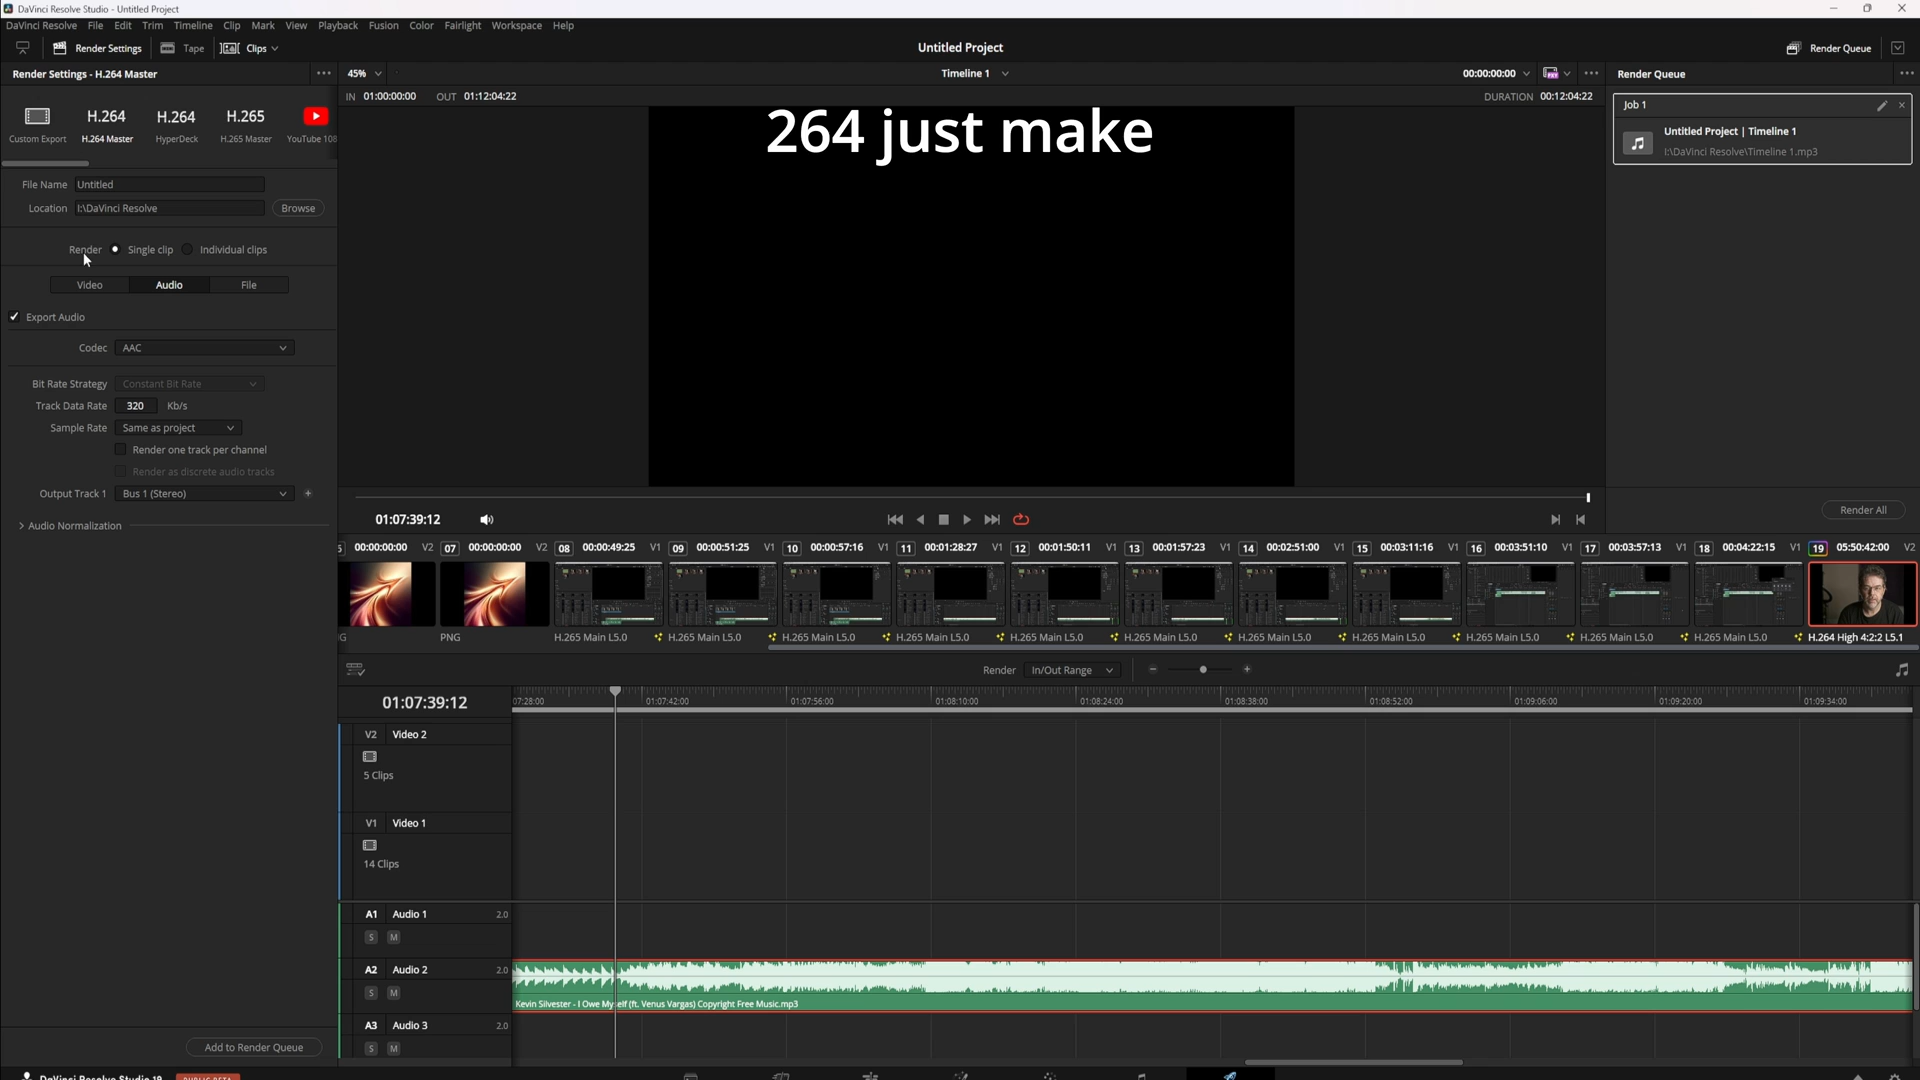 DaVinci Resolve Studio - Untitled Project
DaVinci Resolve File Edit Trim Timeline Clip Mark View Playback Fusion Color Fairlight Workspace Help
Render Settings Tape Clips Untitled Project Render Queue
Render Settings - H.264 Master 45% Timeline 1 00:00:00:00 Render Queue
IN 01:00:00:00 OUT 01:12:04:22 DURATION 00:12:04:22
H.264 H.264 H.265
Custom Export H.264 Master HyperDeck H.265 Master YouTube 108
264 just make
Job 1
Untitled Project | Timeline 1
I:\DaVinci Resolve\Timeline 1.mp3
File Name Untitled
Location I:\DaVinci Resolve Browse
Render Single clip Individual clips
Video Audio File
Export Audio
Codec AAC
Bit Rate Strategy Constant Bit Rate
Track Data Rate 320 Kb/s
Sample Rate Same as project
Render one track per channel
Render as discrete audio tracks
Output Track 1 Bus 1 (Stereo)
Audio Normalization
Render All
01:07:39:12
00:00:00:00 V2 07 00:00:00:00 V2 08 00:00:49:25 V1 09 00:00:51:25 V1 10 00:00:57:16 V1 11 00:01:28:27 V1 12 00:01:50:11 V1 13 00:01:57:23 V1 14 00:02:51:00 V1 15 00:03:11:16 V1 16 00:03:51:10 V1 17 00:03:57:13 V1 18 00:04:22:15 V1 19 05:50:42:00 V2
G PNG H.265 Main L5.0 H.265 Main L5.0 H.265 Main L5.0 H.265 Main L5.0 H.265 Main L5.0 H.265 Main L5.0 H.265 Main L5.0 H.265 Main L5.0 H.265 Main L5.0 H.265 Main L5.0 H.265 Main L5.0 H.264 High 4:2:2 L5.1
Render In/Out Range
01:07:39:12
07:28:00 01:07:42:00 01:07:56:00 01:08:10:00 01:08:24:00 01:08:38:00 01:08:52:00 01:09:06:00 01:09:20:00 01:09:34:00
V2 Video 2
5 Clips
V1 Video 1
14 Clips
A1 Audio 1 2.0
S M
A2 Audio 2 2.0
S M
Kevin Silvester - I Owe Myself (ft. Venus Vargas) Copyright Free Music.mp3
A3 Audio 3 2.0
S M
Add to Render Queue
DaVinci Resolve Studio 19 PUBLIC BETA